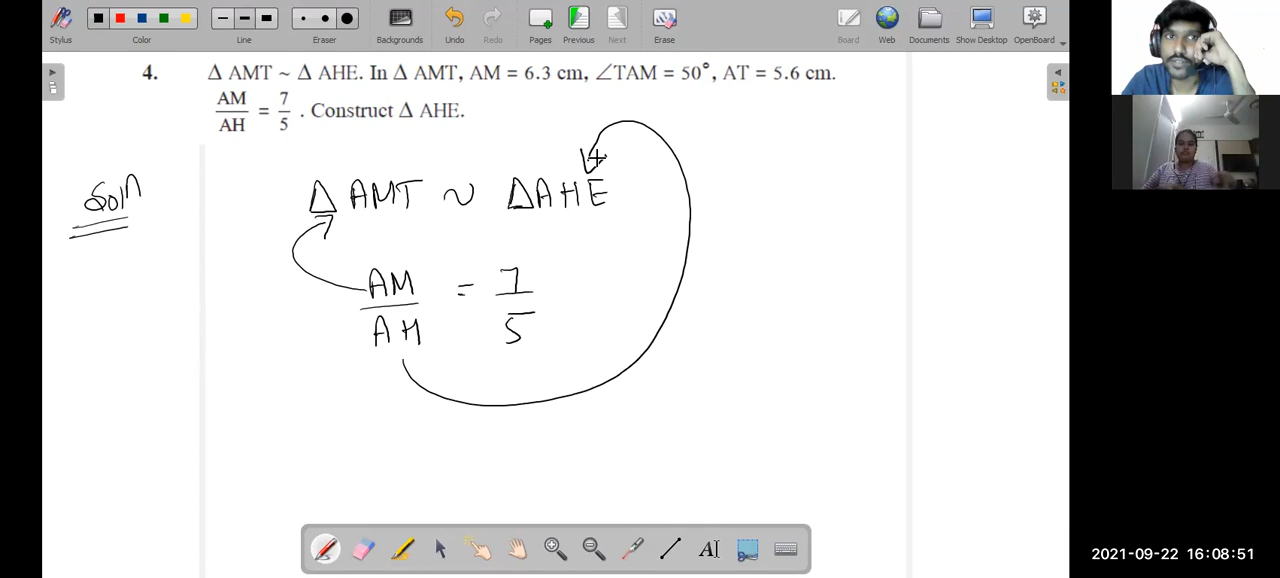 Stylus Color Line Eraser Backgrounds Undo Redo Pages Previous Next Erase Board Web Documents Show Desktop OpenBoard
4. Δ AMT ~ Δ AHE. In Δ AMT, AM = 6.3 cm, ∠TAM = 50°, AT = 5.6 cm.
AM/AH = 7/5 . Construct Δ AHE.
Soln
Δ AMT ~ ΔAHE
AM/AH = 7/5
AI
2021-09-22 16:08:51